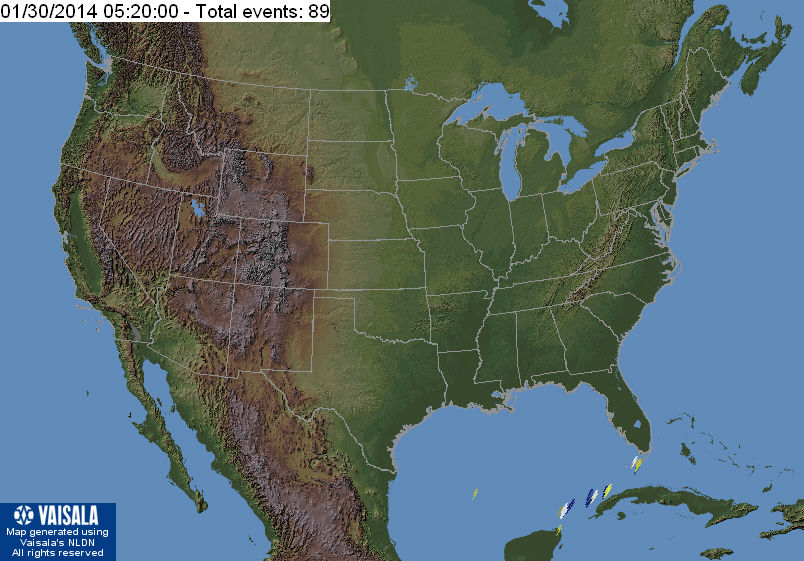 01/30/2014 05:20:00 - Total events: 89
VAISALA
Map generated using
Vaisala's NLDN
All rights reserved